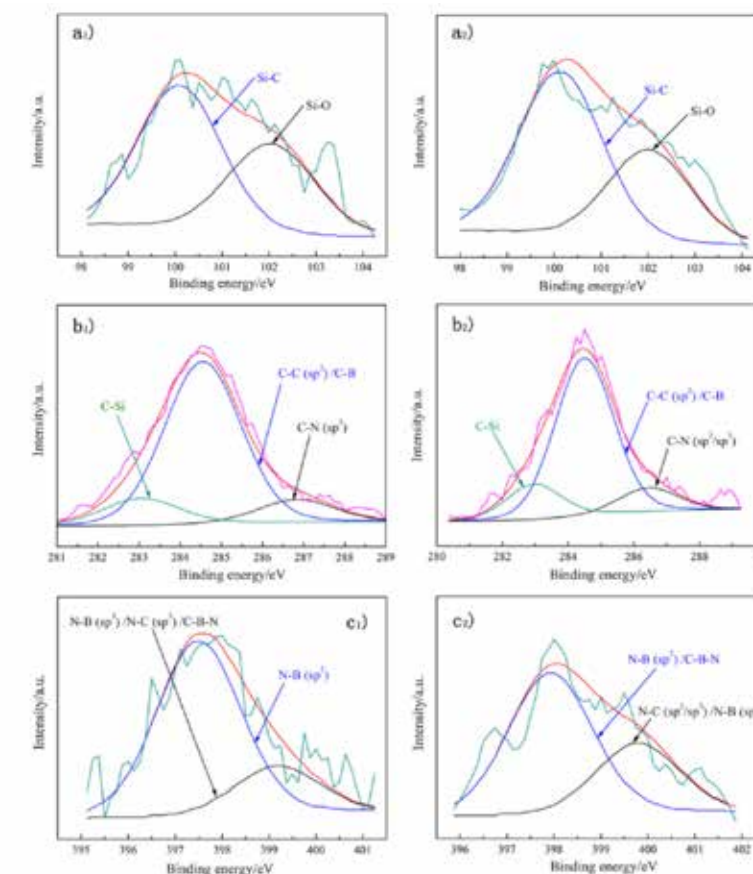 a₁)
Si-C
Si-O
Intensity/a.u.
98 99 100 101 102 103 104
Binding energy/eV
a₂)
Si-C
Si-O
Intensity/a.u.
98 99 100 101 102 103 104
Binding energy/eV
b₁)
C-C (sp²) /C-B
C-Si
C-N (sp³)
Intensity/a.u.
281 282 283 284 285 286 287 288 289
Binding energy/eV
b₂)
C-C (sp²) /C-B
C-Si
C-N (sp²/sp³)
Intensity/a.u.
280 282 284 286 288
Binding energy/eV
c₁)
N-B (sp³) /N-C (sp³) /C-B-N
N-B (sp²)
Intensity/a.u.
395 396 397 398 399 400 401
Binding energy/eV
c₂)
N-B (sp²) /C-B-N
N-C (sp²/sp³) /N-B (sp
Intensity/a.u.
396 397 398 399 400 401 402
Binding energy/eV